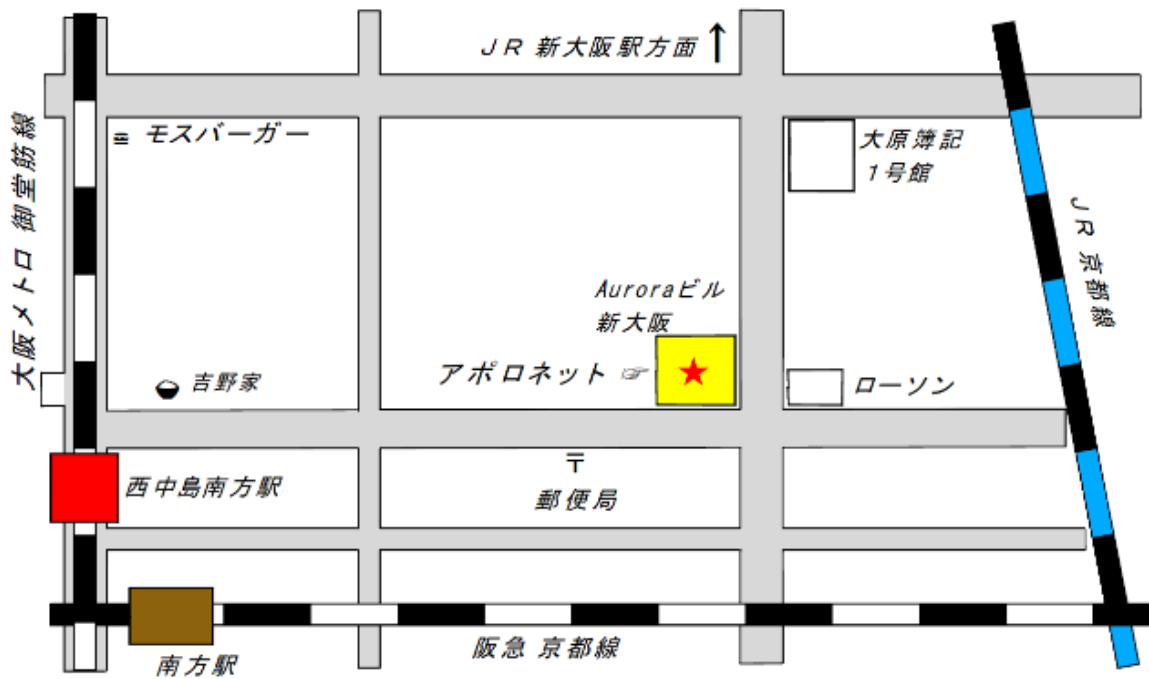 JR 新大阪駅方面
モスバーガー
大原簿記
1号館
大阪メトロ 御堂筋線
JR 京都線
Auroraビル
新大阪
アポロネット ☞
吉野家
ローソン
〒
郵便局
西中島南方駅
阪急 京都線
南方駅